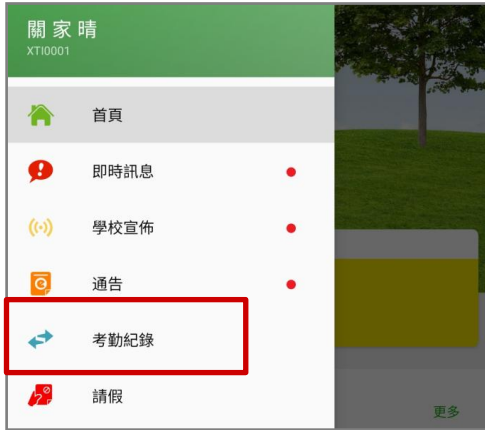 關家晴
XTI0001
首頁
即時訊息
學校宣佈
通告
考勤紀錄
請假
更多